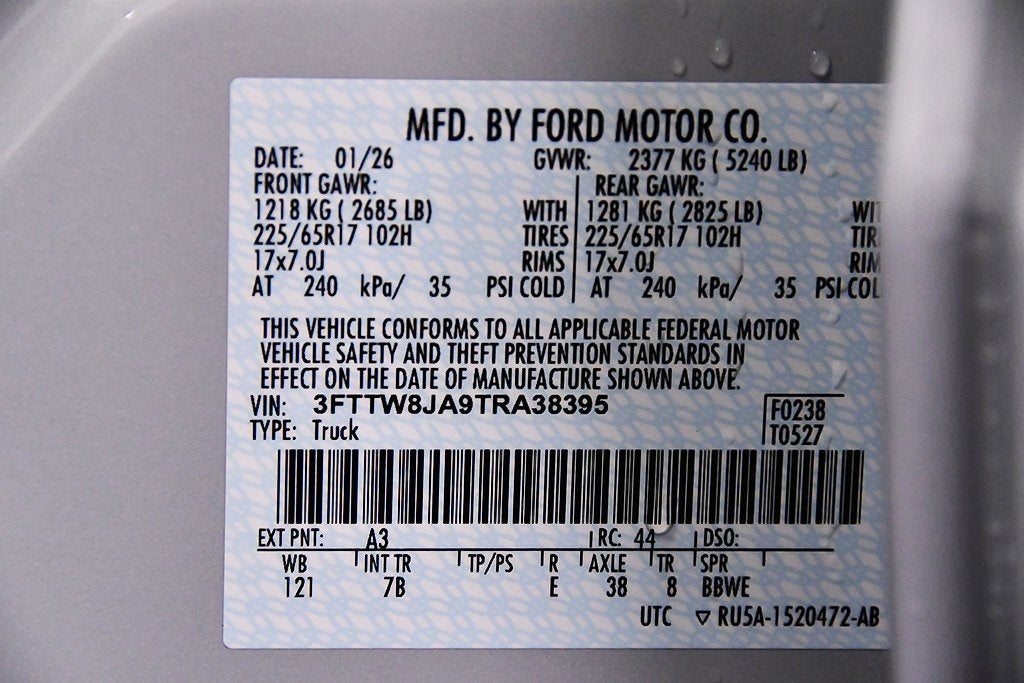 MFD. BY FORD MOTOR CO.
DATE: 01/26 GVWR: 2377 KG ( 5240 LB)
FRONT GAWR: REAR GAWR:
1218 KG ( 2685 LB) WITH 1281 KG ( 2825 LB) WI
225/65R17 102H TIRES 225/65R17 102H TIR
17x7.0J RIMS 17x7.0J RIM
AT 240 kPa/ 35 PSI COLD AT 240 kPa/ 35 PSI COL
THIS VEHICLE CONFORMS TO ALL APPLICABLE FEDERAL MOTOR
VEHICLE SAFETY AND THEFT PREVENTION STANDARDS IN
EFFECT ON THE DATE OF MANUFACTURE SHOWN ABOVE.
VIN: 3FTTW8JA9TRA38395 F0238
TYPE: Truck T0527
EXT PNT: A3 RC: 44 DSO:
WB INT TR TP/PS R AXLE TR SPR
121 7B E 38 8 BBWE
UTC ▽ RU5A-1520472-AB